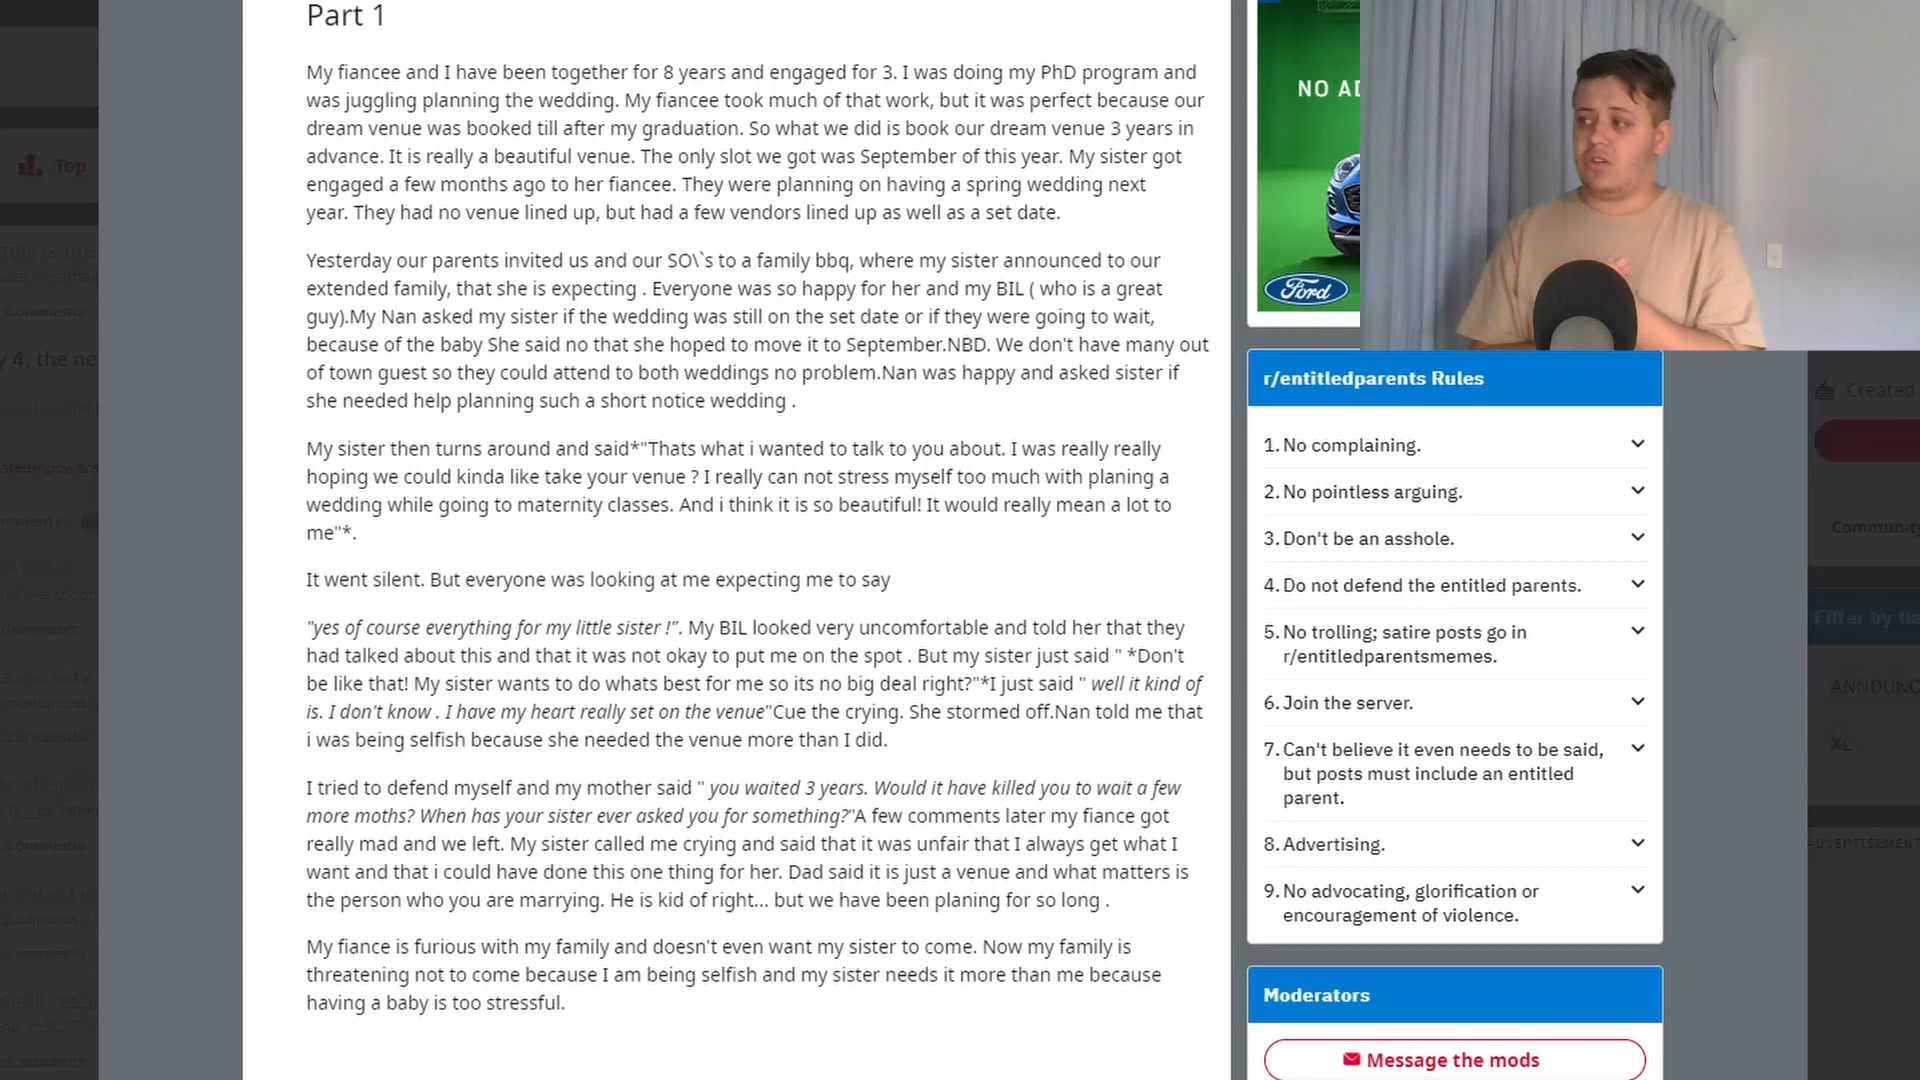 Part 1
My fiancee and I have been together for 8 years and engaged for 3. I was doing my PhD program and
was juggling planning the wedding. My fiancee took much of that work, but it was perfect because our
dream venue was booked till after my graduation. So what we did is book our dream venue 3 years in
advance. It is really a beautiful venue. The only slot we got was September of this year. My sister got
engaged a few months ago to her fiancee. They were planning on having a spring wedding next
year. They had no venue lined up, but had a few vendors lined up as well as a set date.
Yesterday our parents invited us and our SO\`s to a family bbq, where my sister announced to our
extended family, that she is expecting . Everyone was so happy for her and my BIL ( who is a great
guy).My Nan asked my sister if the wedding was still on the set date or if they were going to wait,
because of the baby She said no that she hoped to move it to September.NBD. We don't have many out
of town guest so they could attend to both weddings no problem.Nan was happy and asked sister if
she needed help planning such a short notice wedding .
My sister then turns around and said*"Thats what i wanted to talk to you about. I was really really
hoping we could kinda like take your venue ? I really can not stress myself too much with planing a
wedding while going to maternity classes. And i think it is so beautiful! It would really mean a lot to
me"*.
It went silent. But everyone was looking at me expecting me to say
"yes of course everything for my little sister !". My BIL looked very uncomfortable and told her that they
had talked about this and that it was not okay to put me on the spot . But my sister just said " *Don't
be like that! My sister wants to do whats best for me so its no big deal right?"*I just said " well it kind of
is. I don't know . I have my heart really set on the venue"Cue the crying. She stormed off.Nan told me that
i was being selfish because she needed the venue more than I did.
I tried to defend myself and my mother said " you waited 3 years. Would it have killed you to wait a few
more moths? When has your sister ever asked you for something?"A few comments later my fiance got
really mad and we left. My sister called me crying and said that it was unfair that I always get what I
want and that i could have done this one thing for her. Dad said it is just a venue and what matters is
the person who you are marrying. He is kid of right... but we have been planing for so long .
My fiance is furious with my family and doesn't even want my sister to come. Now my family is
threatening not to come because I am being selfish and my sister needs it more than me because
having a baby is too stressful.
NO AD
Ford
r/entitledparents Rules
1. No complaining.
2. No pointless arguing.
3. Don't be an asshole.
4. Do not defend the entitled parents.
5. No trolling; satire posts go in
r/entitledparentsmemes.
6. Join the server.
7. Can't believe it even needs to be said,
but posts must include an entitled
parent.
8. Advertising.
9. No advocating, glorification or
encouragement of violence.
Moderators
Message the mods
Top
y 4, the ne
Created
Community
Filter by fla
ANNOUNC
XL
ADVERTISEMENT